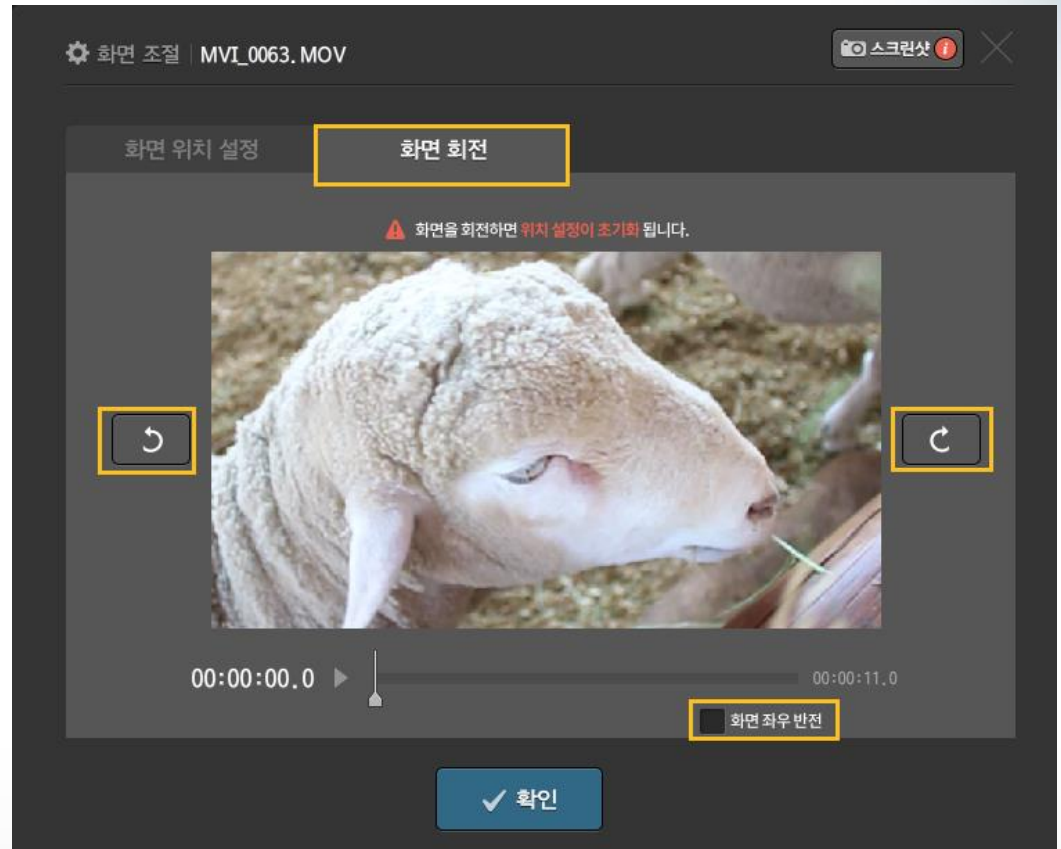 화면 조절 | MVI_0063.MOV
스크린샷 i
화면 위치 설정
화면 회전
화면을 회전하면 위치 설정이 초기화 됩니다.
00:00:00.0
00:00:11.0
화면 좌우 반전
확인